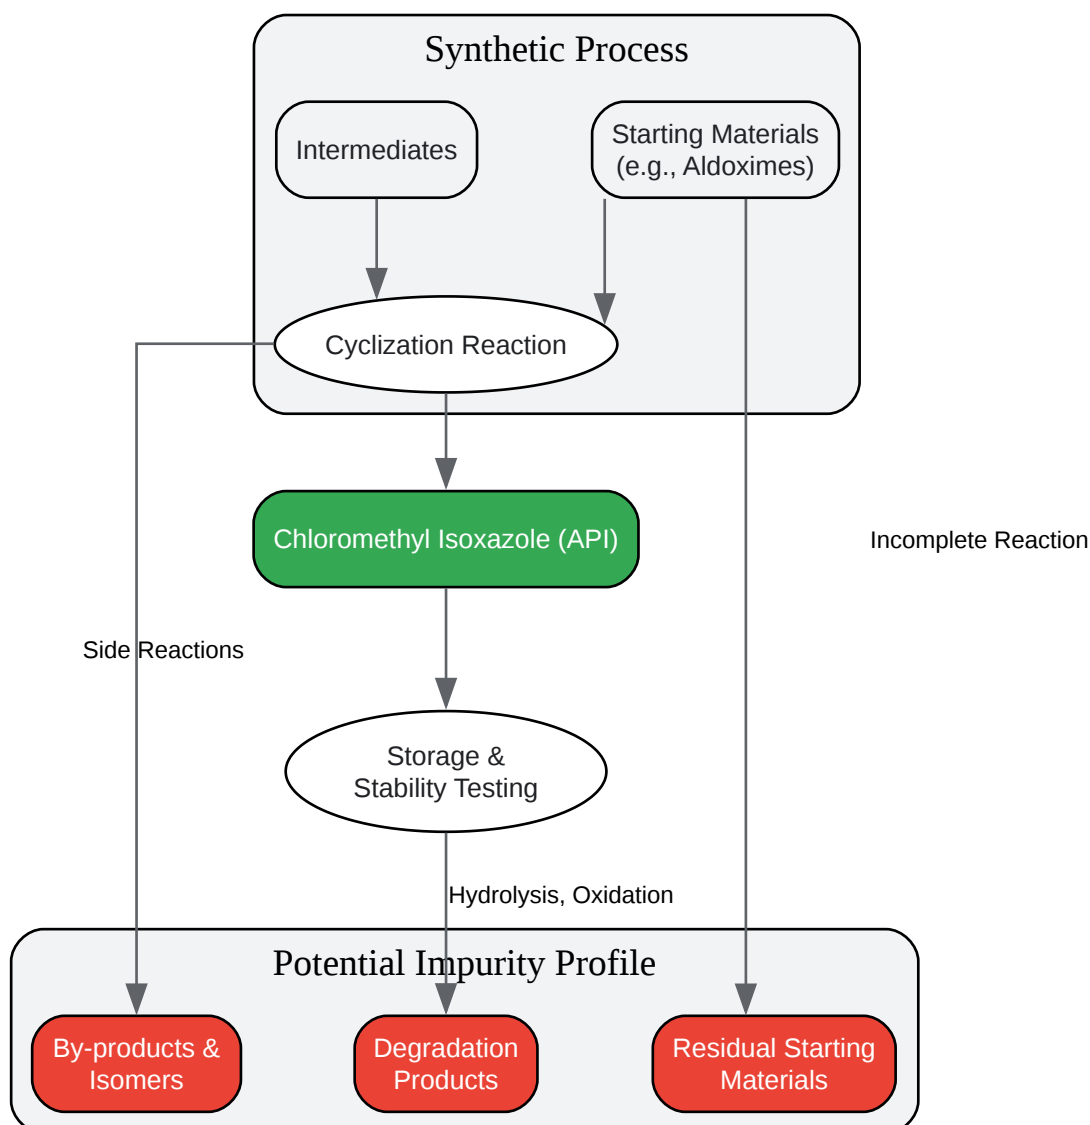 Synthetic Process
Intermediates
Starting Materials
(e.g., Aldoximes)
Cyclization Reaction
Chloromethyl Isoxazole (API)
Incomplete Reaction
Side Reactions
Storage &
Stability Testing
Hydrolysis, Oxidation
Potential Impurity Profile
By-products &
Isomers
Degradation
Products
Residual Starting
Materials